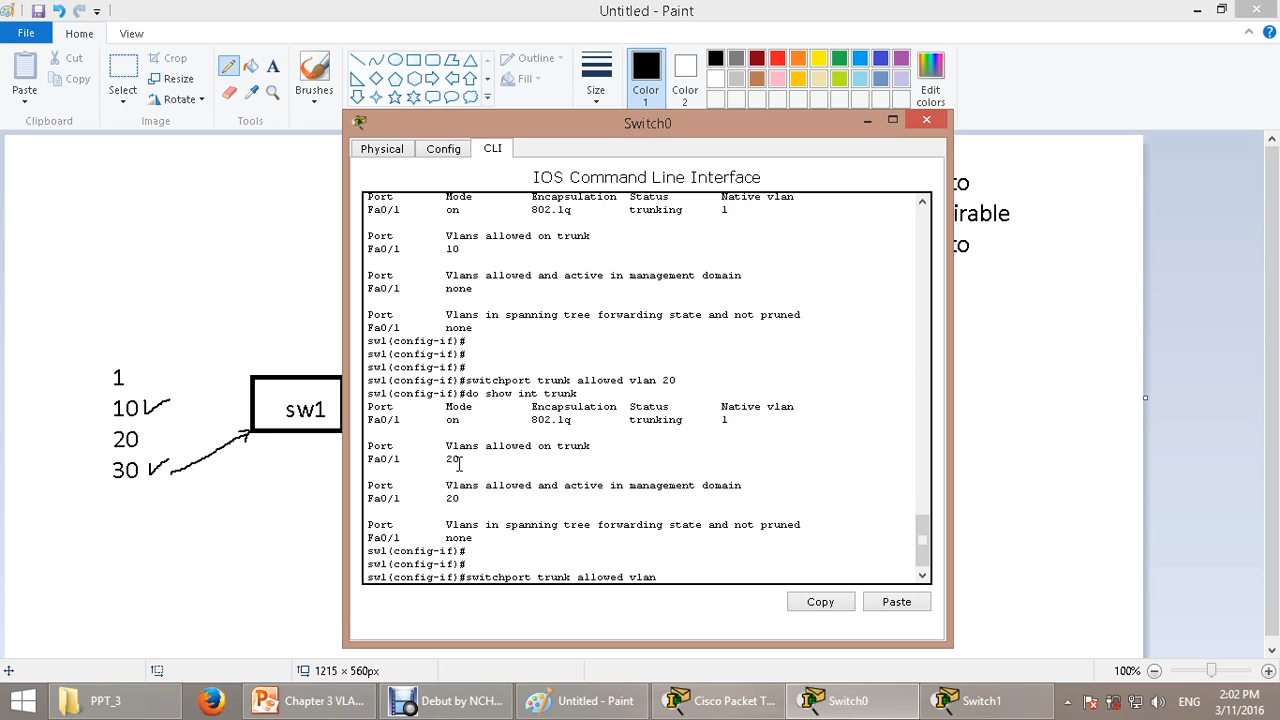 Untitled - Paint
File Home View
Paste Cut Copy
Select Crop Resize Rotate
Brushes
Outline Fill
Size
Color 1
Color 2
Edit colors
Clipboard Image Tools
Switch0
Physical Config CLI
IOS Command Line Interface
Port Mode Encapsulation Status Native vlan
Fa0/1 on 802.1q trunking 1
Port Vlans allowed on trunk
Fa0/1 10
Port Vlans allowed and active in management domain
Fa0/1 none
Port Vlans in spanning tree forwarding state and not pruned
Fa0/1 none
sw1(config-if)#
sw1(config-if)#
sw1(config-if)#
sw1(config-if)#switchport trunk allowed vlan 20
sw1(config-if)#do show int trunk
Port Mode Encapsulation Status Native vlan
Fa0/1 on 802.1q trunking 1
Port Vlans allowed on trunk
Fa0/1 20
Port Vlans allowed and active in management domain
Fa0/1 20
Port Vlans in spanning tree forwarding state and not pruned
Fa0/1 none
sw1(config-if)#
sw1(config-if)#
sw1(config-if)#switchport trunk allowed vlan
Copy Paste
to
irable
to
1
10
20
30
sw1
1215 × 560px
100%
PPT_3
Chapter 3 VLA...
Debut by NCH...
Untitled - Paint
Cisco Packet T...
Switch0
Switch1
ENG
2:02 PM
3/11/2016